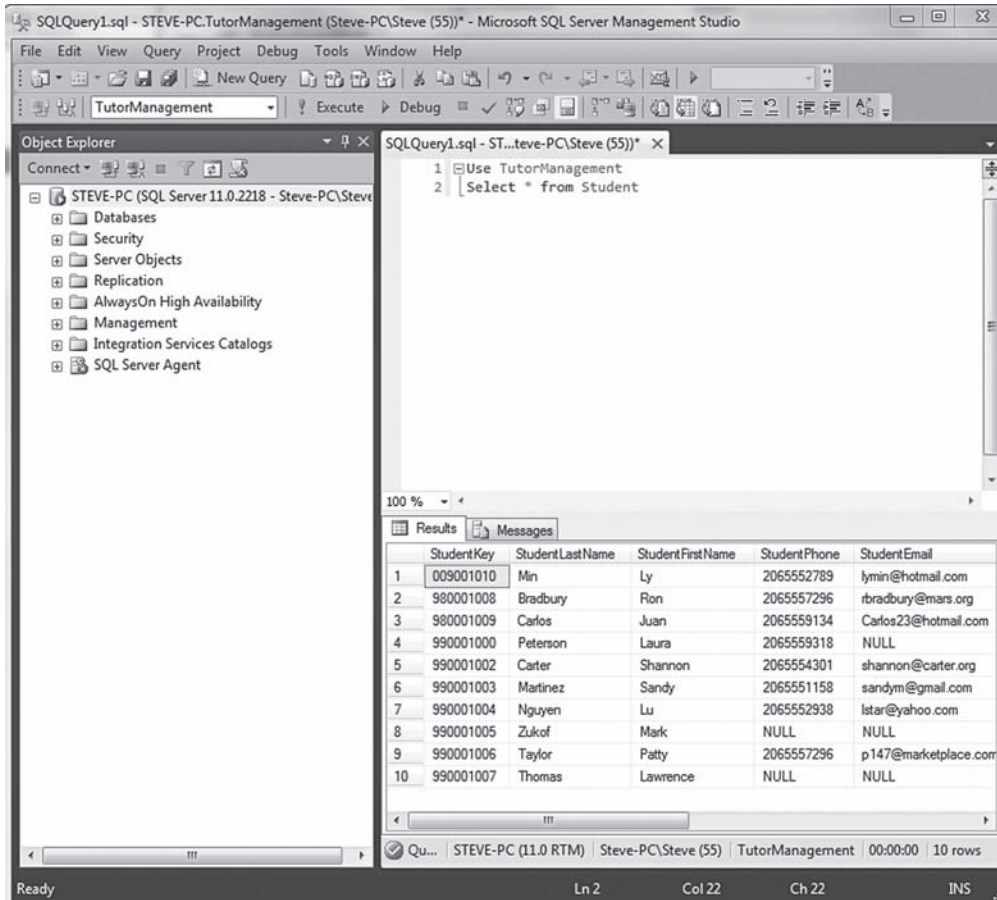 SQLQuery1.sql - STEVE-PC.TutorManagement (Steve-PC\Steve (55))* - Microsoft SQL Server Management Studio
File Edit View Query Project Debug Tools Window Help
New Query
TutorManagement Execute Debug
Object Explorer
Connect
STEVE-PC (SQL Server 11.0.2218 - Steve-PC\Steve
Databases
Security
Server Objects
Replication
AlwaysOn High Availability
Management
Integration Services Catalogs
SQL Server Agent
SQLQuery1.sql - ST...teve-PC\Steve (55))*
1 Use TutorManagement
2 Select * from Student
100 %
Results Messages
StudentKey StudentLastName StudentFirstName StudentPhone StudentEmail
1 009001010 Min Ly 2065552789 lymin@hotmail.com
2 980001008 Bradbury Ron 2065557296 rbradbury@mars.org
3 980001009 Carlos Juan 2065559134 Carlos23@hotmail.com
4 990001000 Peterson Laura 2065559318 NULL
5 990001002 Carter Shannon 2065554301 shannon@carter.org
6 990001003 Martinez Sandy 2065551158 sandym@gmail.com
7 990001004 Nguyen Lu 2065552938 lstar@yahoo.com
8 990001005 Zukof Mark NULL NULL
9 990001006 Taylor Patty 2065557296 p147@marketplace.com
10 990001007 Thomas Lawrence NULL NULL
Qu... STEVE-PC (11.0 RTM) Steve-PC\Steve (55) TutorManagement 00:00:00 10 rows
Ready Ln 2 Col 22 Ch 22 INS